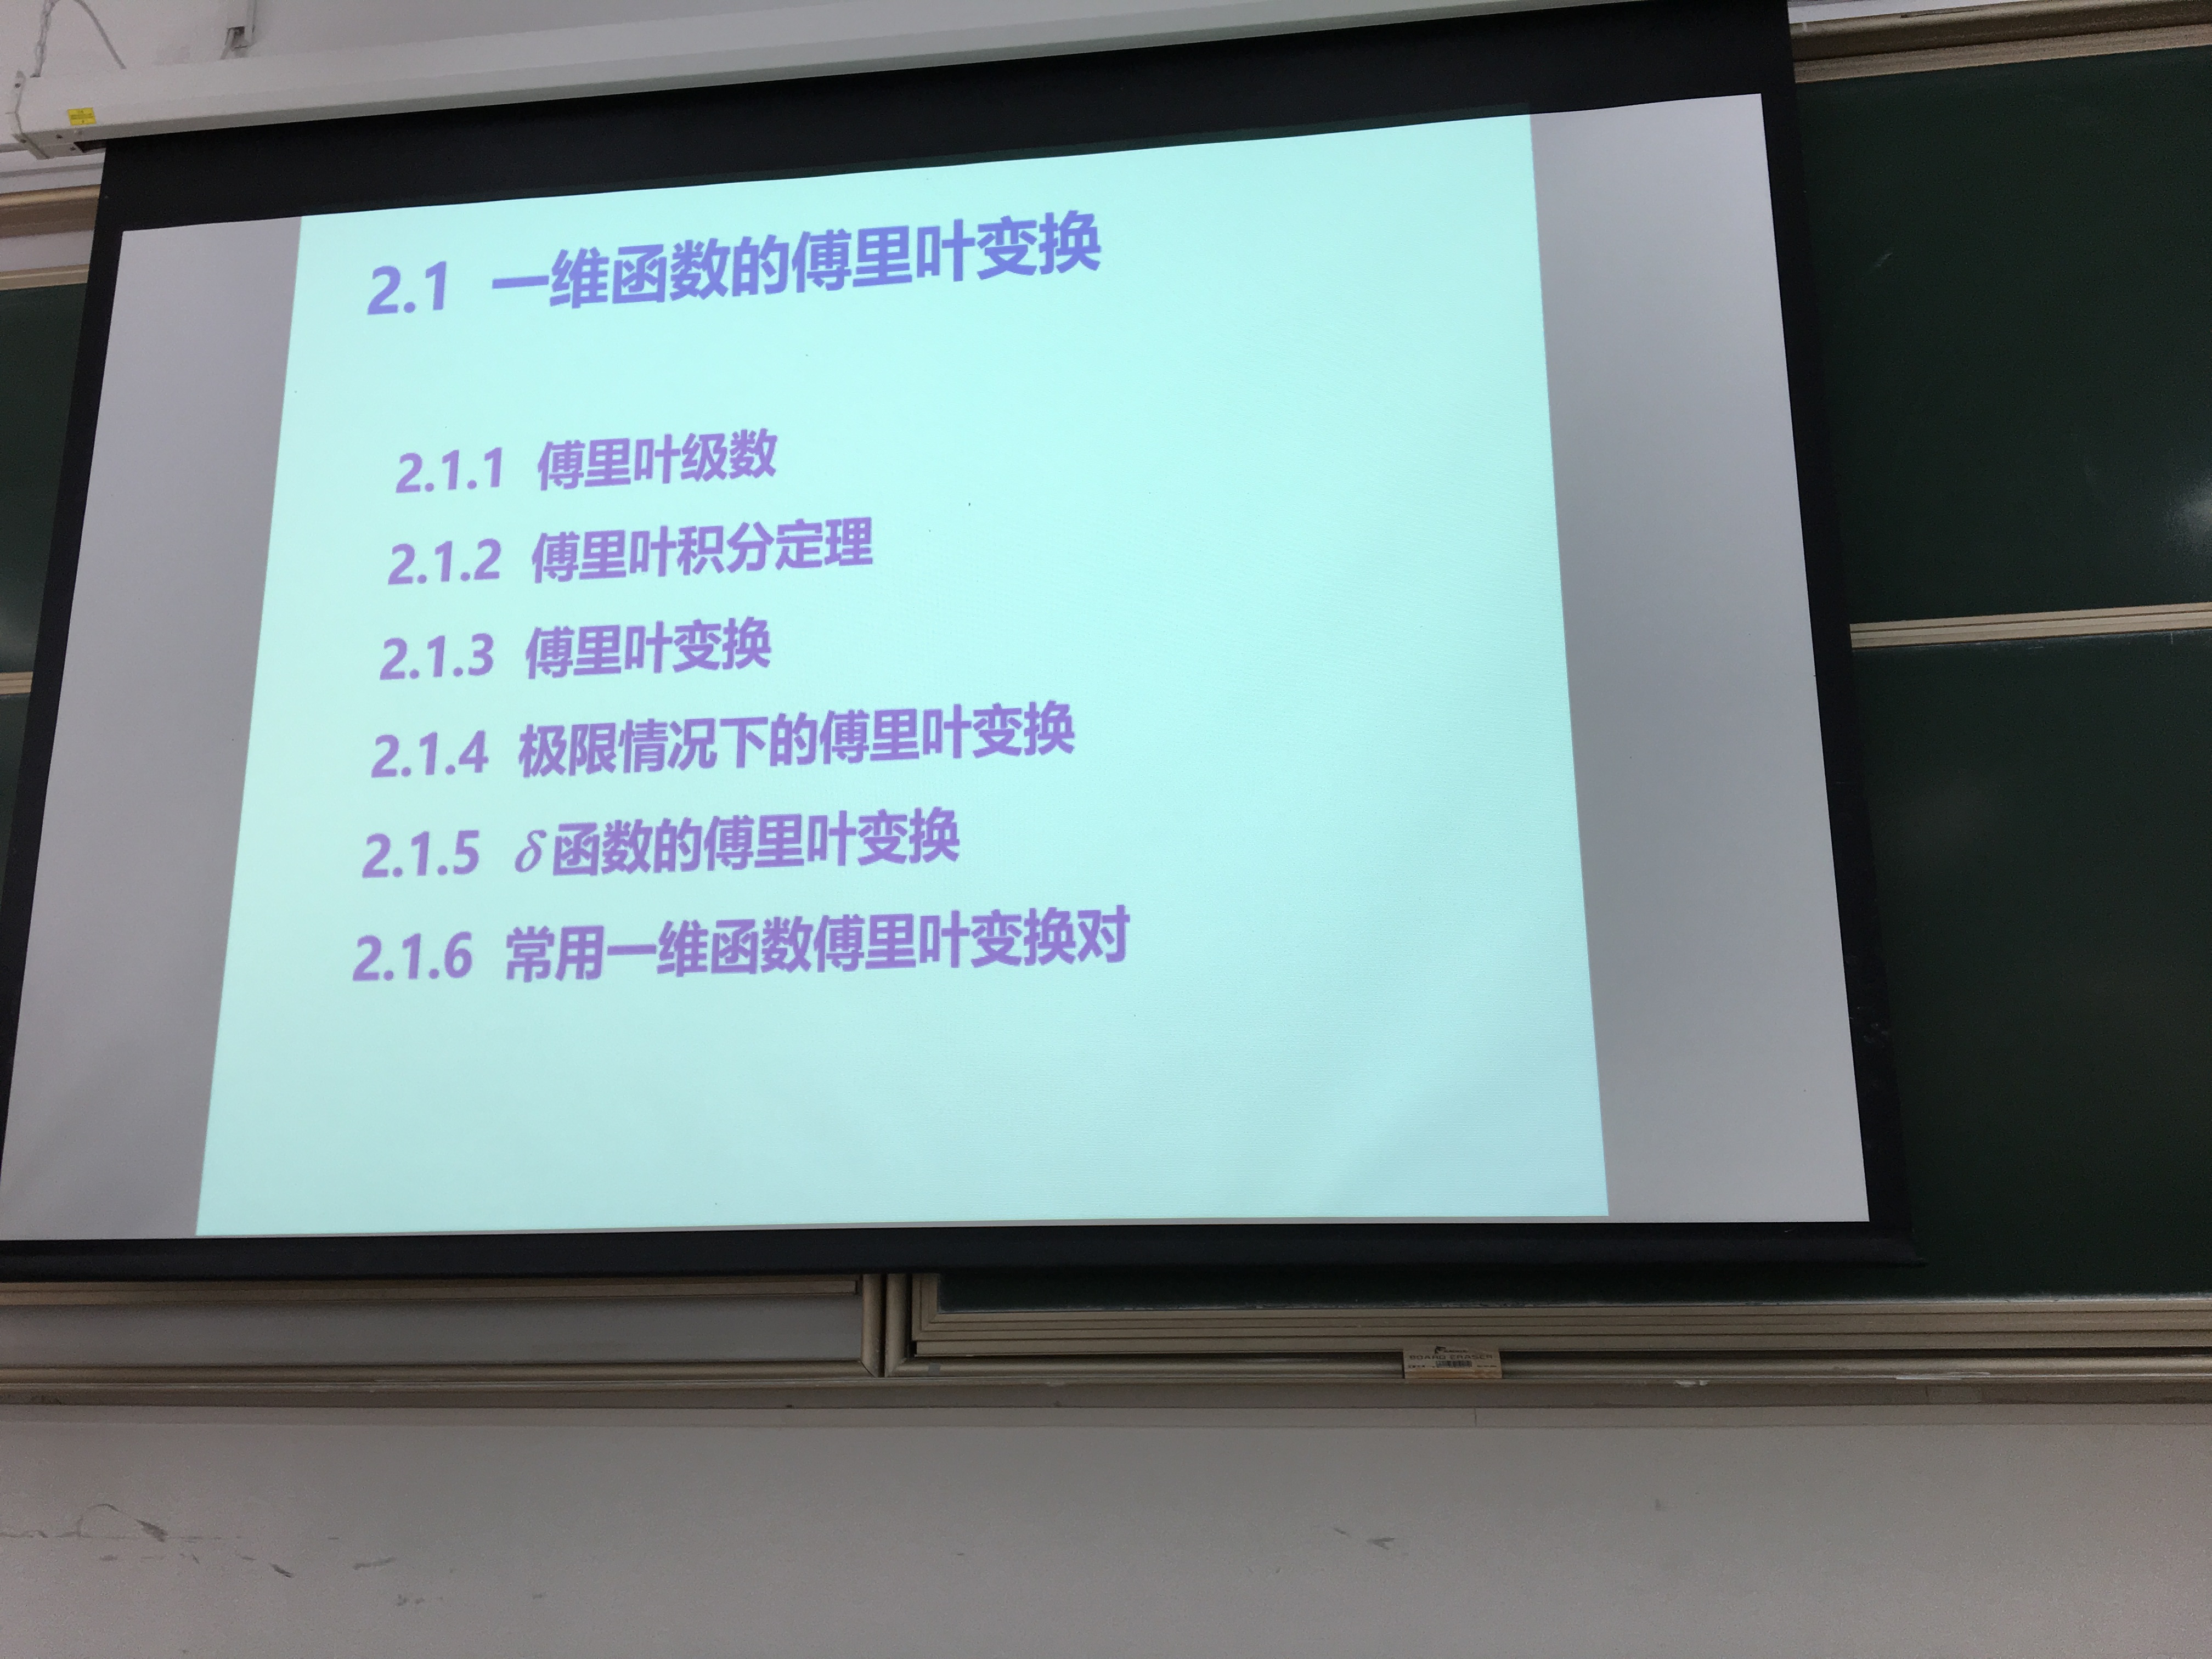 2.1 一维函数的傅里叶变换
2.1.1 傅里叶级数
2.1.2 傅里叶积分定理
2.1.3 傅里叶变换
2.1.4 极限情况下的傅里叶变换
2.1.5 δ函数的傅里叶变换
2.1.6 常用一维函数傅里叶变换对
BOARD ERASER